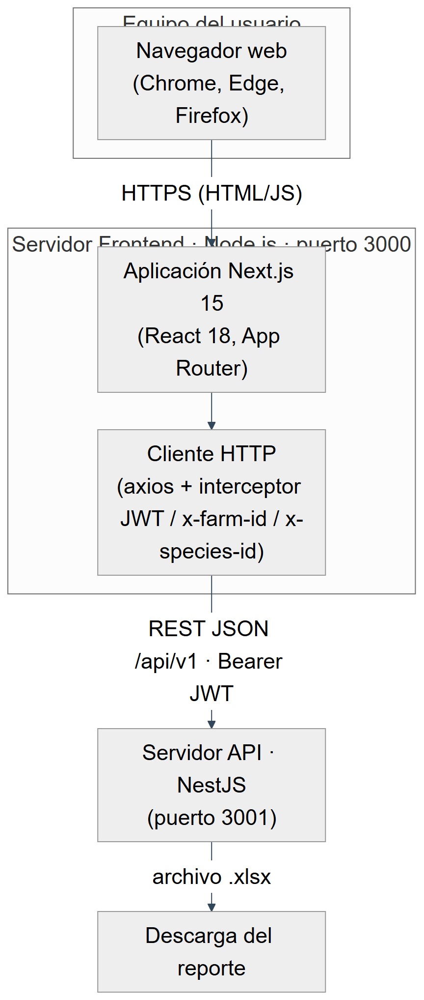 Equipo del usuario
Navegador web
(Chrome, Edge,
Firefox)
HTTPS (HTML/JS)
Servidor Frontend · Node.js · puerto 3000
Aplicación Next.js
15
(React 18, App
Router)
Cliente HTTP
(axios + interceptor
JWT / x-farm-id / x-
species-id)
REST JSON
/api/v1 · Bearer
JWT
Servidor API ·
NestJS
(puerto 3001)
archivo .xlsx
Descarga del
reporte